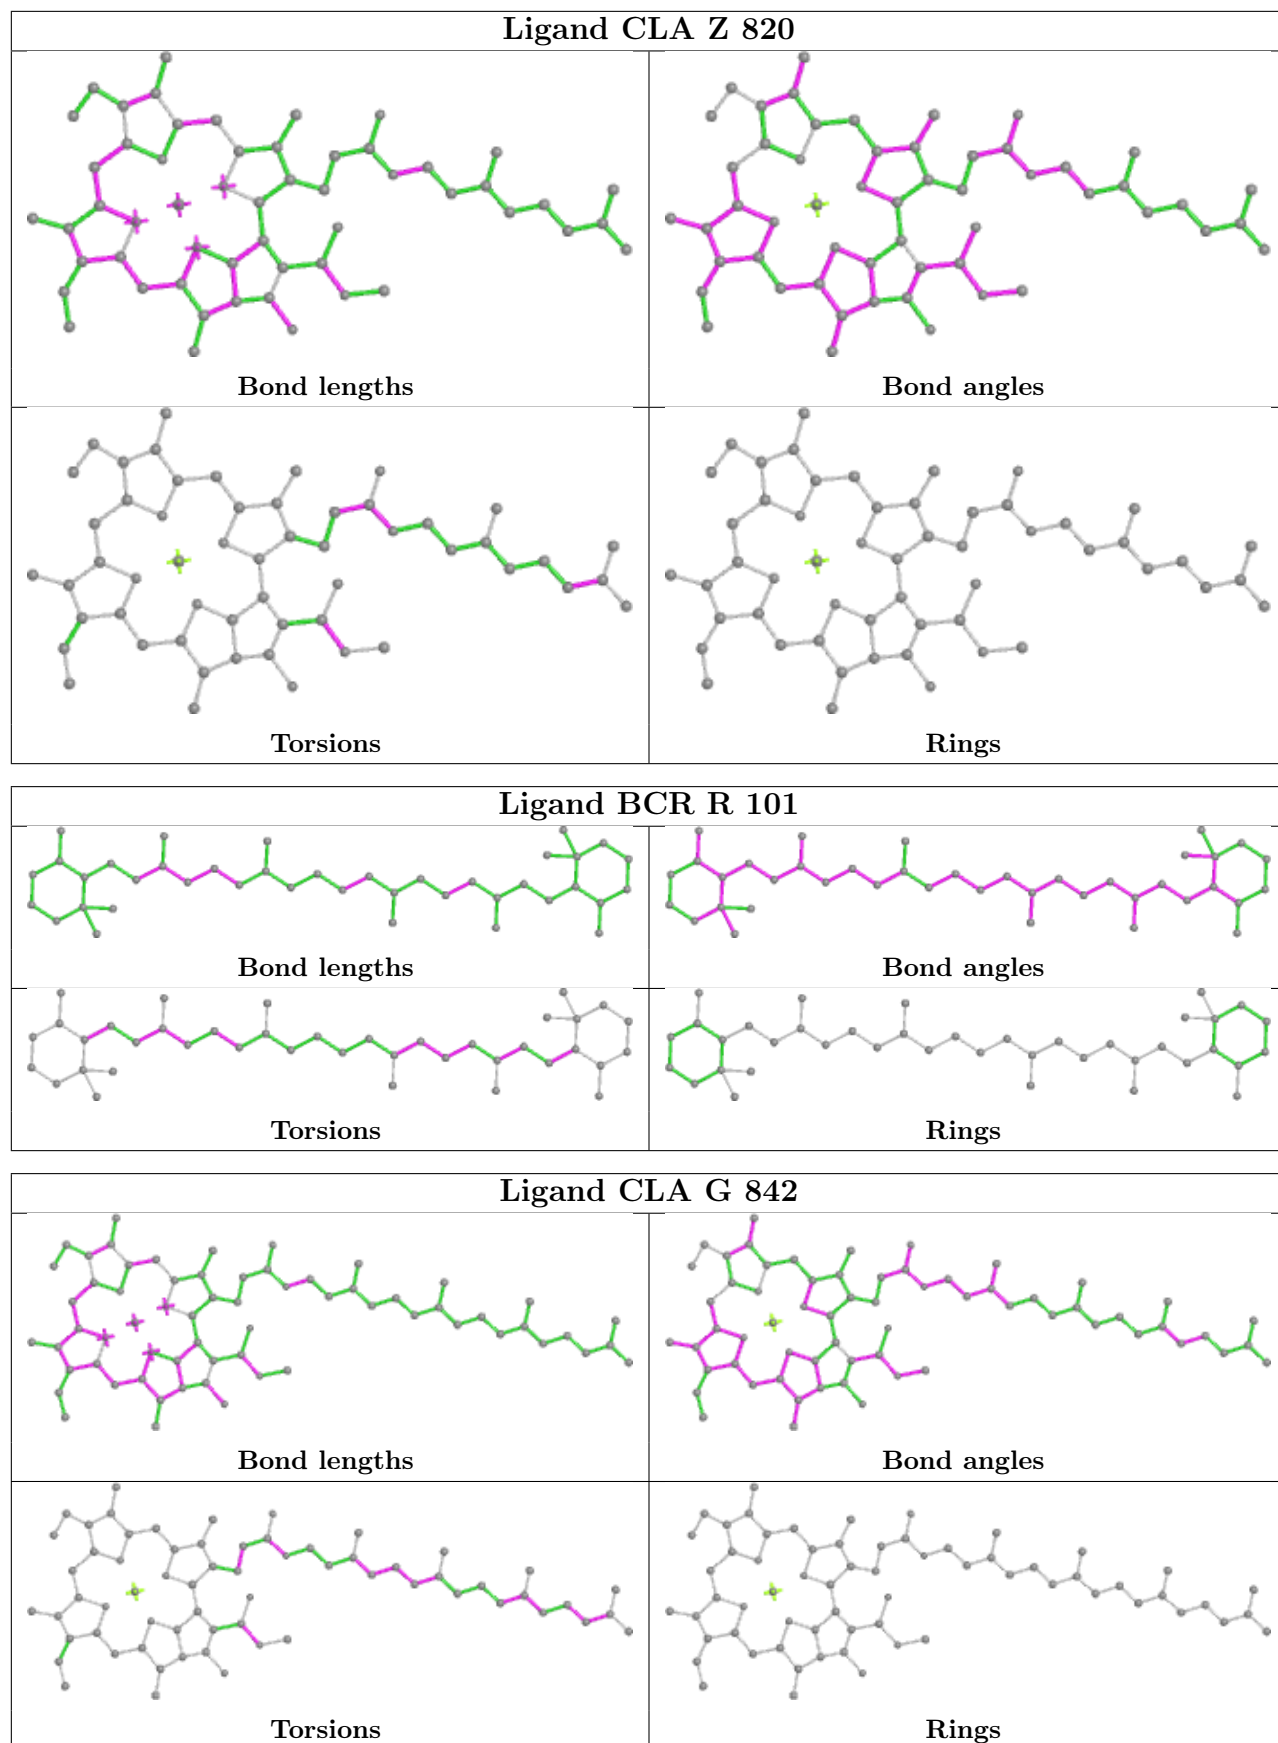 Ligand CLA Z 820
Bond lengths
Bond angles
Torsions
Rings
Ligand BCR R 101
Bond lengths
Bond angles
Torsions
Rings
Ligand CLA G 842
Bond lengths
Bond angles
Torsions
Rings